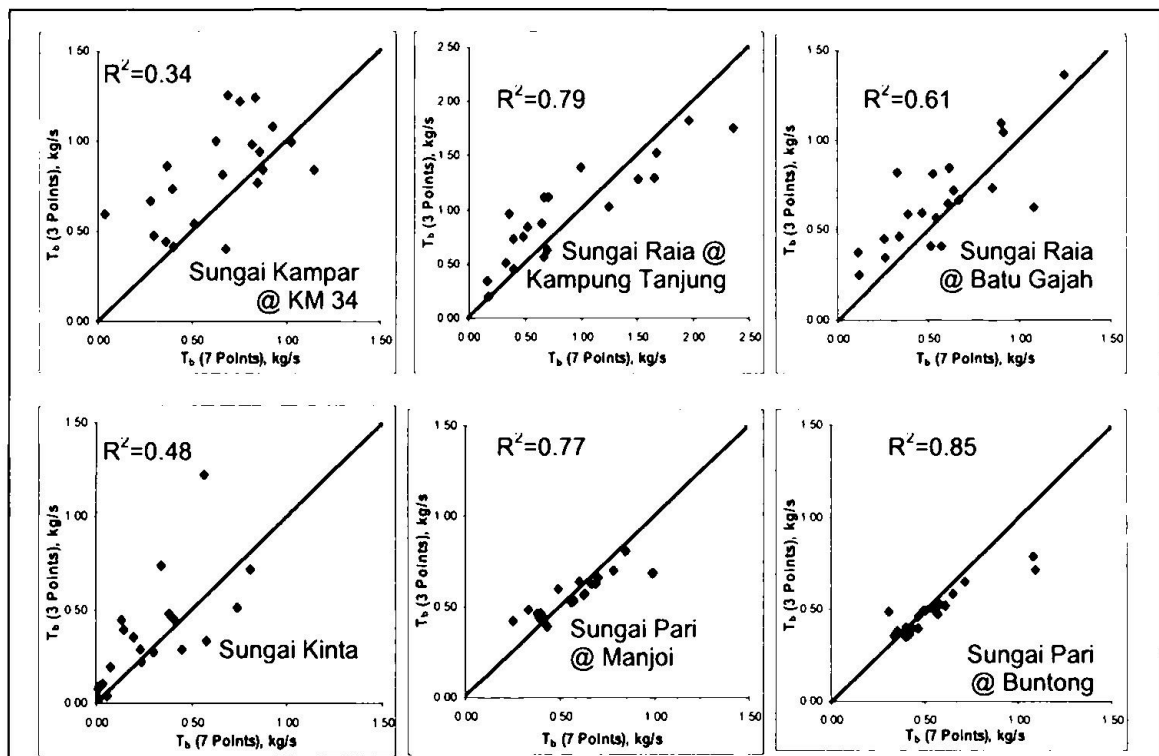 R²=0.34
Sungai Kampar
@ KM 34
T_b (3 Points), kg/s
1 50
1 00
0 50
0 00
0 00
0 50
1 00
1 50
T_b (7 Points), kg/s
R²=0.79
Sungai Raia @
Kampung Tanjung
T_b (3 Points), kg/s
2 50
2 00
1 50
1 00
0 50
0 00
0 00
0 50
1 00
1 50
2 00
2 50
T_b (7 Points), kg/s
R²=0.61
Sungai Raia
@ Batu Gajah
T_b (3 Points), kg/s
1 50
1 00
0 50
0 00
0 00
0 50
1 00
1 50
T_b (7 Points), kg/s
R²=0.48
Sungai Kinta
T_b (3 Points), kg/s
1 50
1 00
0 50
0 00
0 00
0 50
1 00
1 50
T_b (7 Points), kg/s
R²=0.77
Sungai Pari
@ Manjoi
T_b (3 Points), kg/s
1 50
1 00
0 50
0 00
0 00
0 50
1 00
1 50
T_b (7 Points), kg/s
R²=0.85
Sungai Pari
@ Buntong
T_b (3 Points), kg/s
1 50
1 00
0 50
0 00
0 00
0 50
1 00
1 50
T_b (7 Points), kg/s